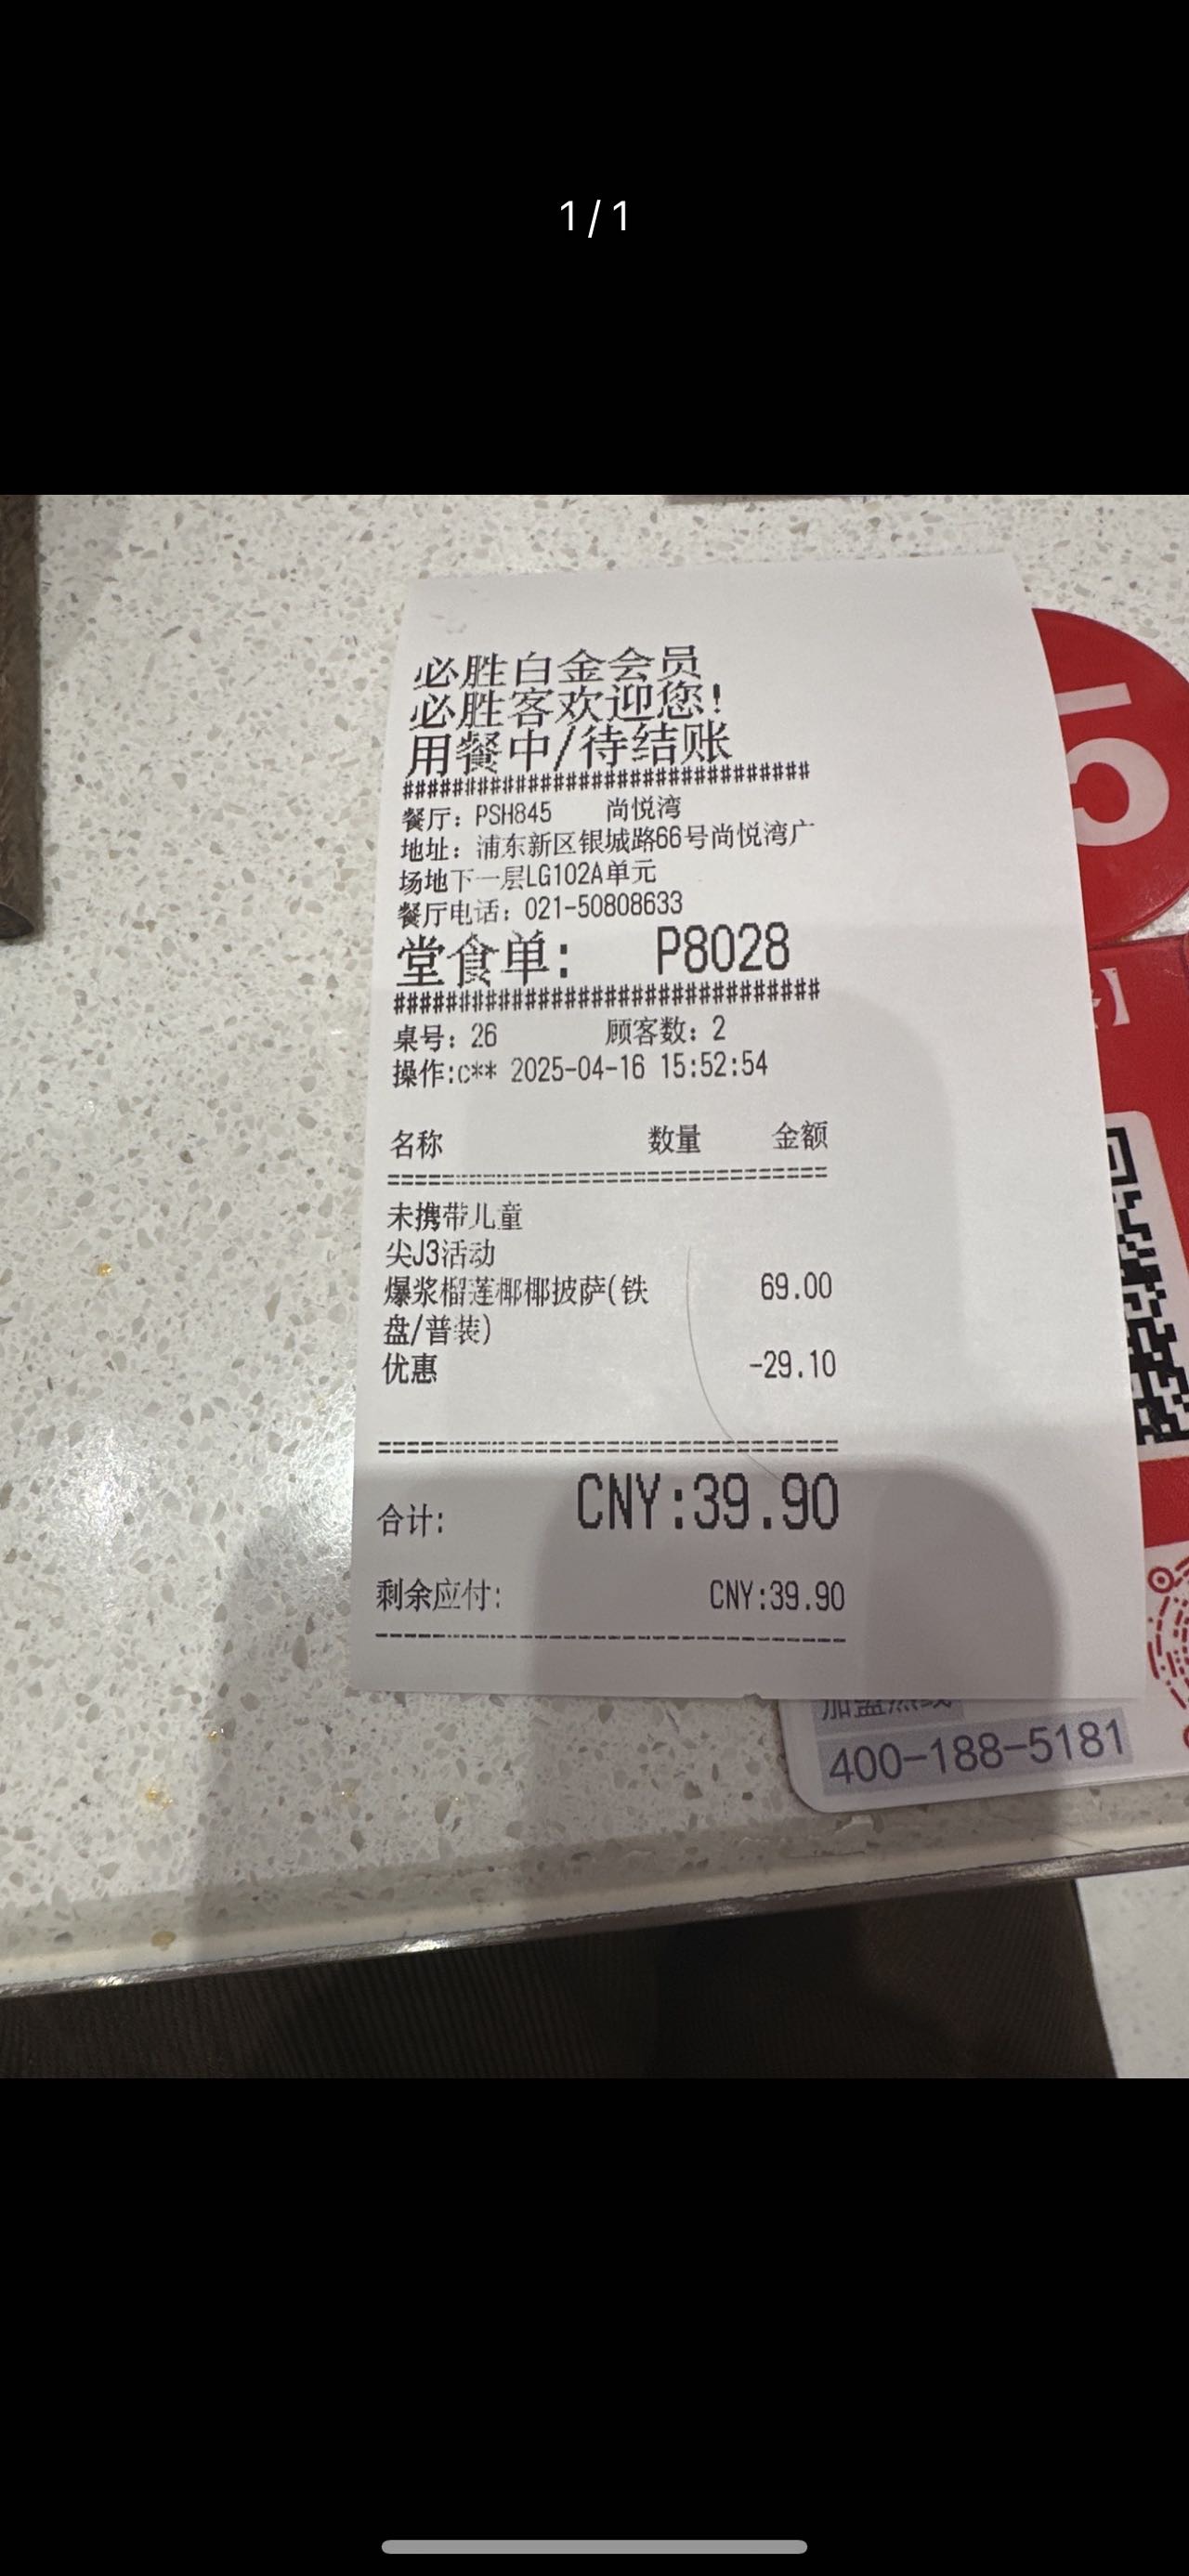 1/1
必胜白金会员
必胜客欢迎您!
用餐中/待结账
################################
餐厅: PSH845 尚悦湾
地址: 浦东新区银城路66号尚悦湾广
场地下一层LG102A单元
餐厅电话: 021-50808633
堂食单: P8028
################################
桌号: 26 顾客数: 2
操作:c** 2025-04-16 15:52:54
名称 数量 金额
================================
未携带儿童
尖J3活动
爆浆榴莲椰椰披萨(铁 69.00
盘/普装)
优惠 -29.10
================================
合计: CNY:39.90
剩余应付: CNY:39.90
--------------------------------
5
】
加盟热线
400-188-5181